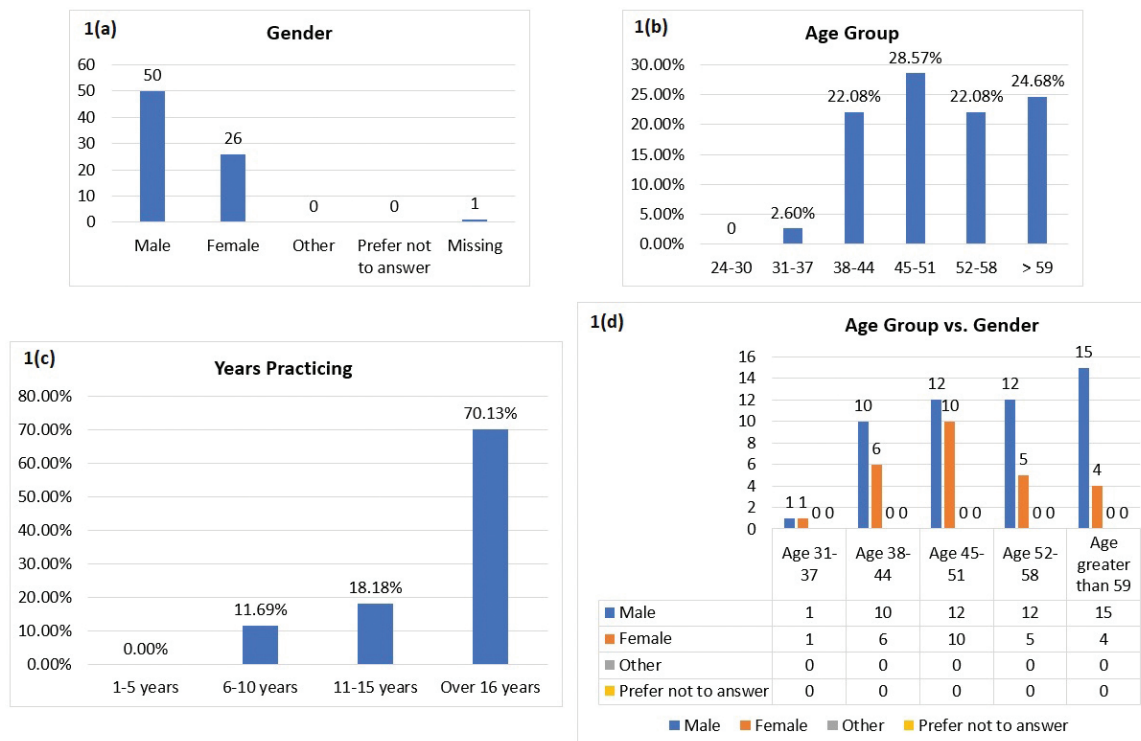 1(a)
Gender
60
50
40
30
20
10
0
50
26
0
0
1
Male
Female
Other
Prefer not
to answer
Missing
1(b)
Age Group
30.00%
25.00%
20.00%
15.00%
10.00%
5.00%
0.00%
0
2.60%
22.08%
28.57%
22.08%
24.68%
24-30
31-37
38-44
45-51
52-58
> 59
1(c)
Years Practicing
80.00%
70.00%
60.00%
50.00%
40.00%
30.00%
20.00%
10.00%
0.00%
0.00%
11.69%
18.18%
70.13%
1-5 years
6-10 years
11-15 years
Over 16 years
1(d)
Age Group vs. Gender
16
14
12
10
8
6
4
2
0
1 1 0 0
10 6 0 0
12 10 0 0
12 5 0 0
15 4 0 0
Age 31-
37
Age 38-
44
Age 45-
51
Age 52-
58
Age
greater
than 59
Male 1 10 12 12 15
Female 1 6 10 5 4
Other 0 0 0 0 0
Prefer not to answer 0 0 0 0 0
Male Female Other Prefer not to answer